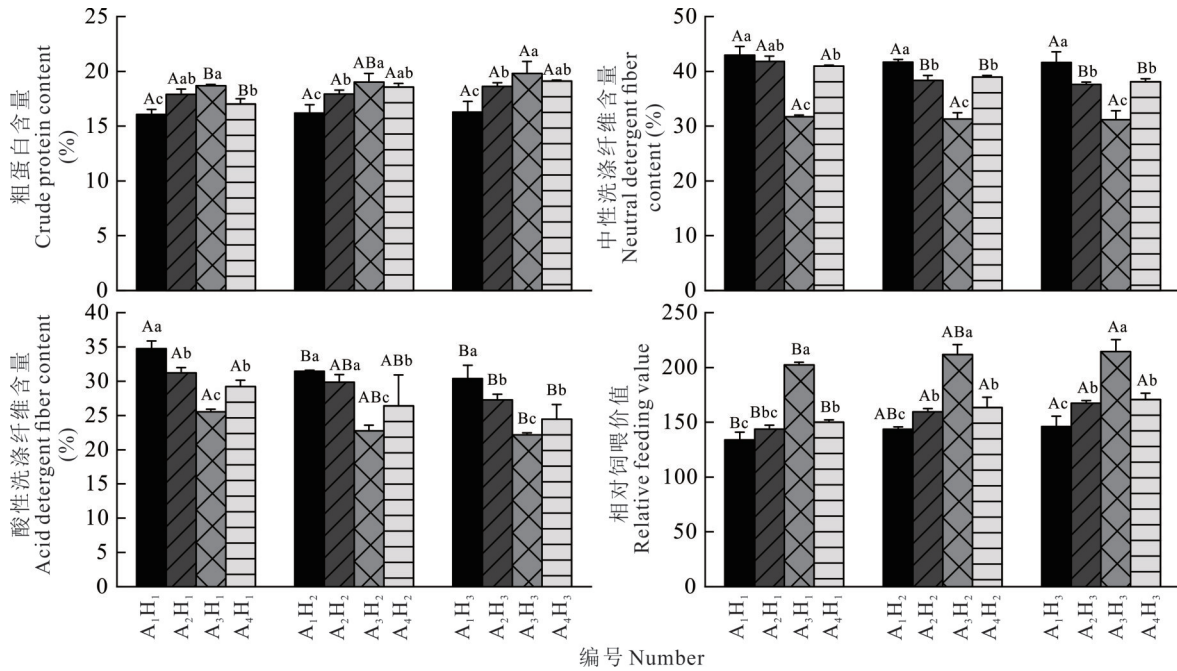 粗蛋白含量
Crude protein content
(%)
25
20
15
10
5
0
Ac
Aab
Ba
Bb
Ac
Ab
ABa
Aab
Ac
Ab
Aa
Aab
中性洗涤纤维含量
Neutral detergent fiber
content (%)
50
40
30
20
10
0
Aa
Aab
Ac
Ab
Aa
Bb
Ac
Bb
Aa
Bb
Ac
Bb
酸性洗涤纤维含量
Acid detergent fiber content
(%)
40
35
30
25
20
15
10
5
0
Aa
Ab
Ac
Ab
Ba
ABa
ABc
ABb
Ba
Bb
Bc
Bb
A₁H₁
A₂H₁
A₃H₁
A₄H₁
A₁H₂
A₂H₂
A₃H₂
A₄H₂
A₁H₃
A₂H₃
A₃H₃
A₄H₃
相对饲喂价值
Relative feeding value
250
200
150
100
50
0
Bc
Bbc
Ba
Bb
ABc
Ab
ABa
Ab
Ac
Ab
Aa
Ab
A₁H₁
A₂H₁
A₃H₁
A₄H₁
A₁H₂
A₂H₂
A₃H₂
A₄H₂
A₁H₃
A₂H₃
A₃H₃
A₄H₃
编号 Number